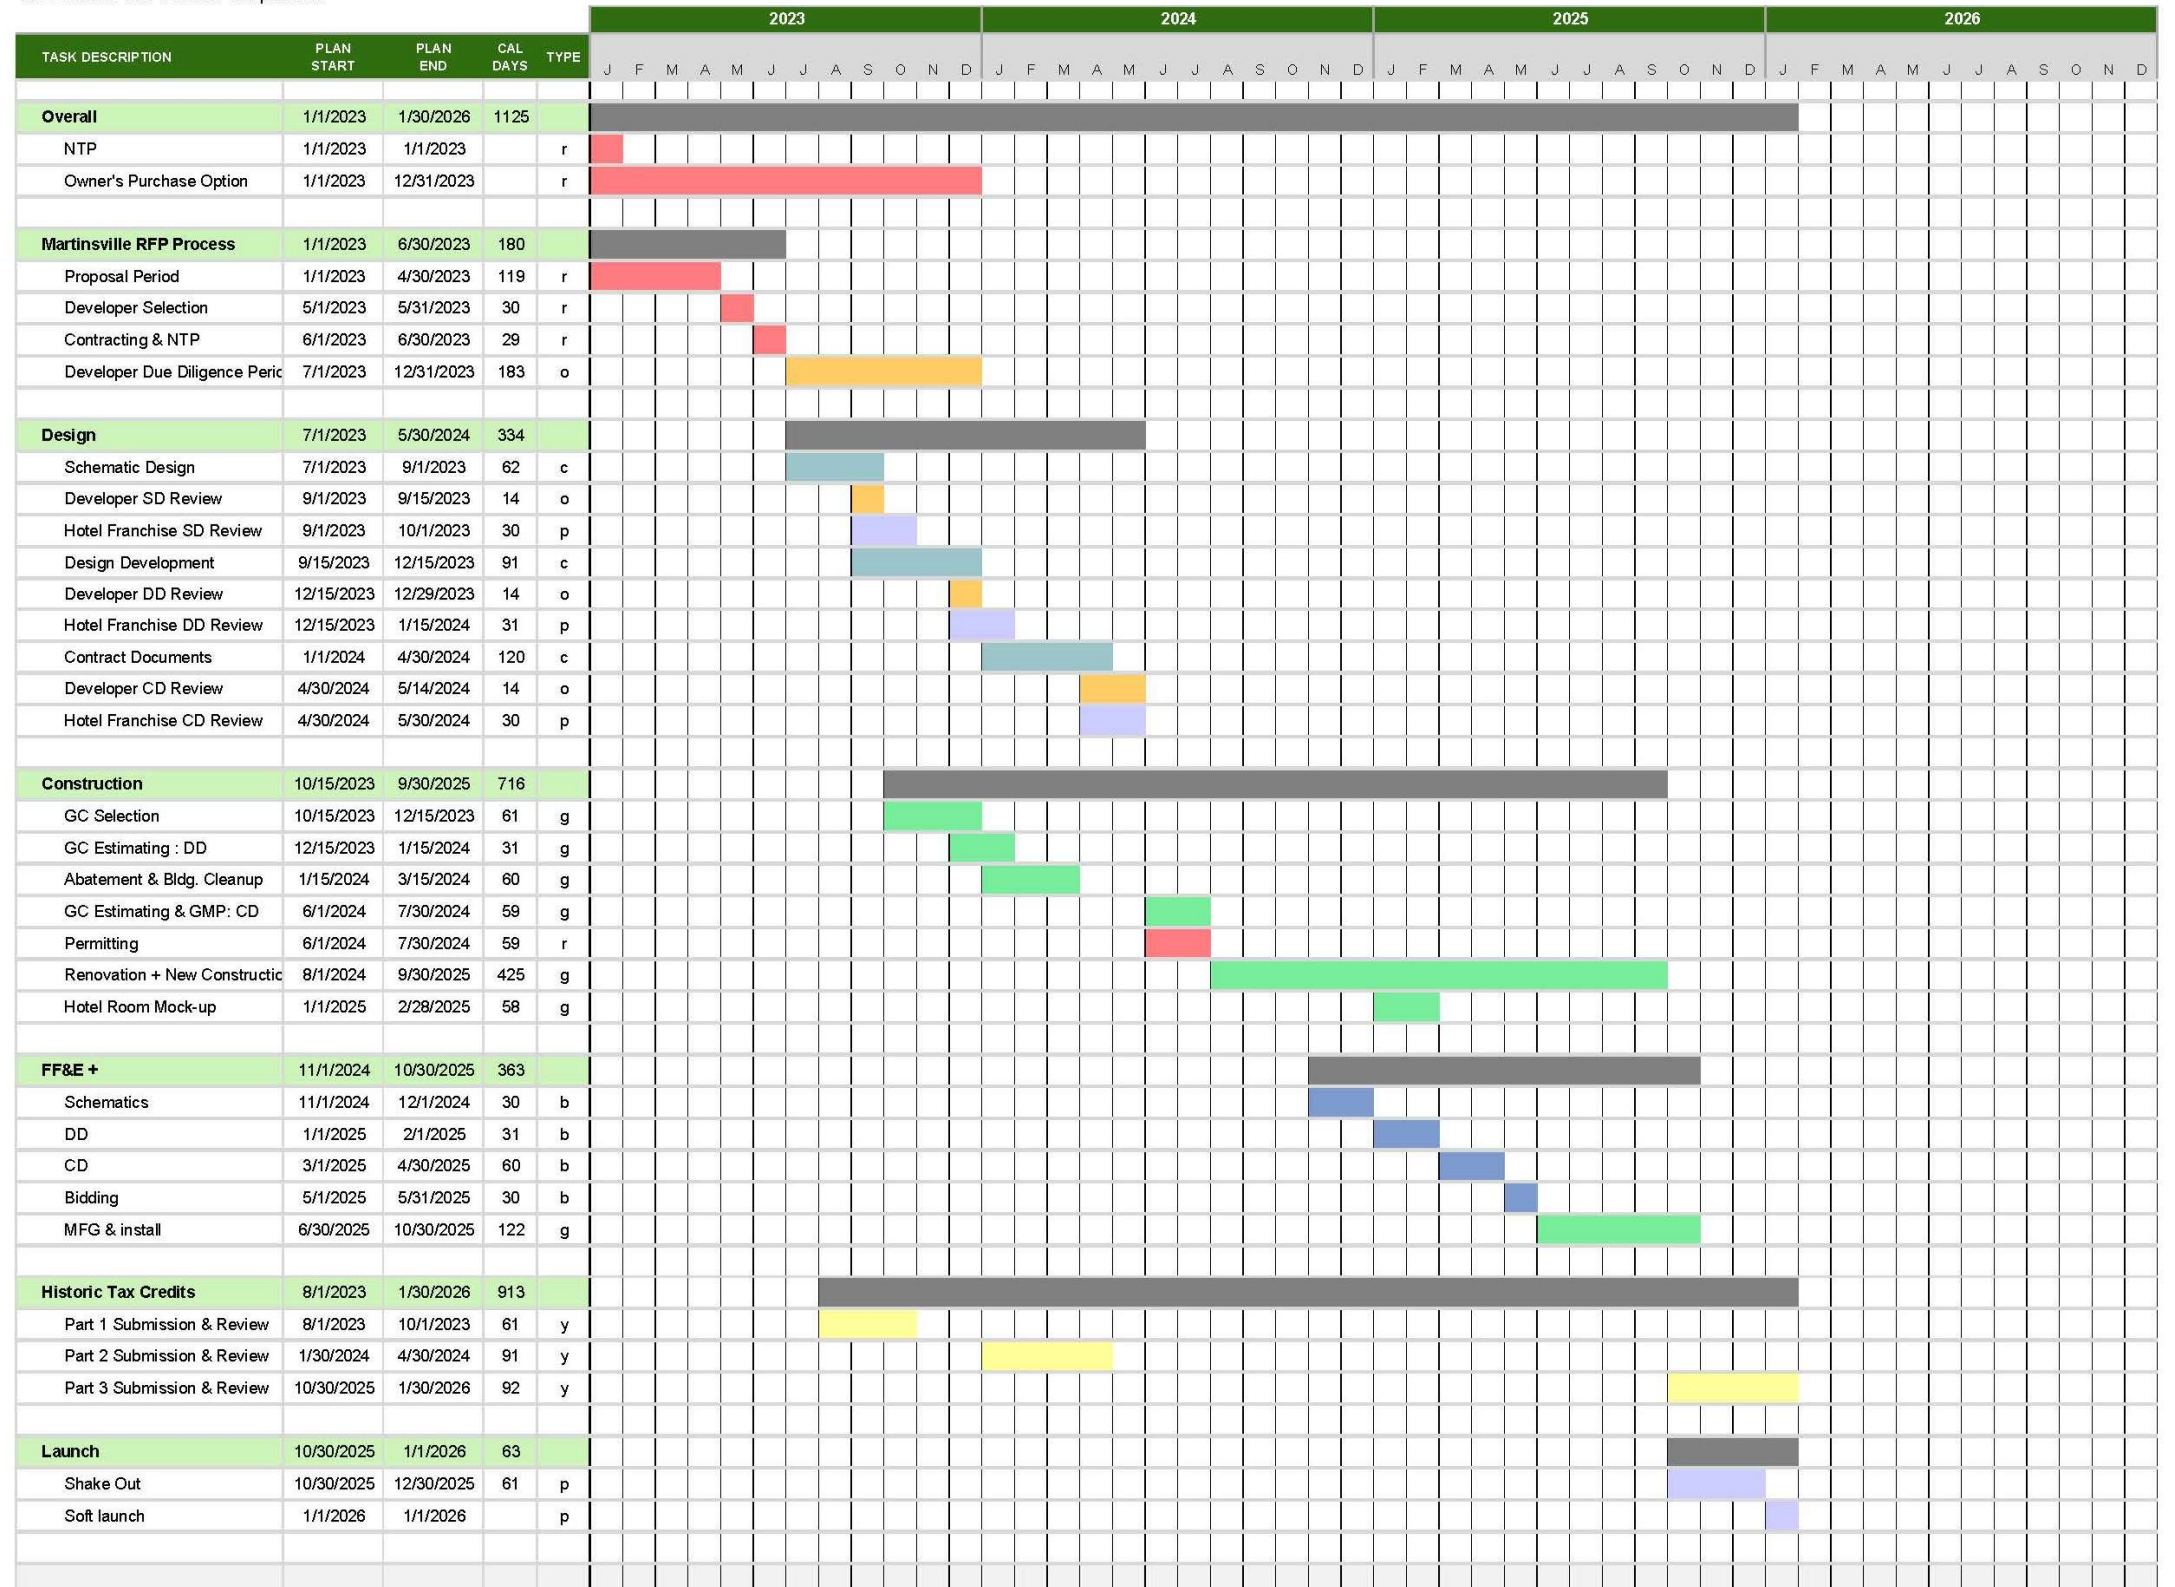 2023 2024 2025 2026
TASK DESCRIPTION PLAN START PLAN END CAL DAYS TYPE J F M A M J J A S O N D J F M A M J J A S O N D J F M A M J J A S O N D J F M A M J J A S O N D
Overall 1/1/2023 1/30/2026 1125
NTP 1/1/2023 1/1/2023 r
Owner's Purchase Option 1/1/2023 12/31/2023 r
Martinsville RFP Process 1/1/2023 6/30/2023 180
Proposal Period 1/1/2023 4/30/2023 119 r
Developer Selection 5/1/2023 5/31/2023 30 r
Contracting & NTP 6/1/2023 6/30/2023 29 r
Developer Due Diligence Peric 7/1/2023 12/31/2023 183 o
Design 7/1/2023 5/30/2024 334
Schematic Design 7/1/2023 9/1/2023 62 c
Developer SD Review 9/1/2023 9/15/2023 14 o
Hotel Franchise SD Review 9/1/2023 10/1/2023 30 p
Design Development 9/15/2023 12/15/2023 91 c
Developer DD Review 12/15/2023 12/29/2023 14 o
Hotel Franchise DD Review 12/15/2023 1/15/2024 31 p
Contract Documents 1/1/2024 4/30/2024 120 c
Developer CD Review 4/30/2024 5/14/2024 14 o
Hotel Franchise CD Review 4/30/2024 5/30/2024 30 p
Construction 10/15/2023 9/30/2025 716
GC Selection 10/15/2023 12/15/2023 61 g
GC Estimating : DD 12/15/2023 1/15/2024 31 g
Abatement & Bldg. Cleanup 1/15/2024 3/15/2024 60 g
GC Estimating & GMP: CD 6/1/2024 7/30/2024 59 g
Permitting 6/1/2024 7/30/2024 59 r
Renovation + New Constructic 8/1/2024 9/30/2025 425 g
Hotel Room Mock-up 1/1/2025 2/28/2025 58 g
FF&E + 11/1/2024 10/30/2025 363
Schematics 11/1/2024 12/1/2024 30 b
DD 1/1/2025 2/1/2025 31 b
CD 3/1/2025 4/30/2025 60 b
Bidding 5/1/2025 5/31/2025 30 b
MFG & install 6/30/2025 10/30/2025 122 g
Historic Tax Credits 8/1/2023 1/30/2026 913
Part 1 Submission & Review 8/1/2023 10/1/2023 61 y
Part 2 Submission & Review 1/30/2024 4/30/2024 91 y
Part 3 Submission & Review 10/30/2025 1/30/2026 92 y
Launch 10/30/2025 1/1/2026 63
Shake Out 10/30/2025 12/30/2025 61 p
Soft launch 1/1/2026 1/1/2026 p